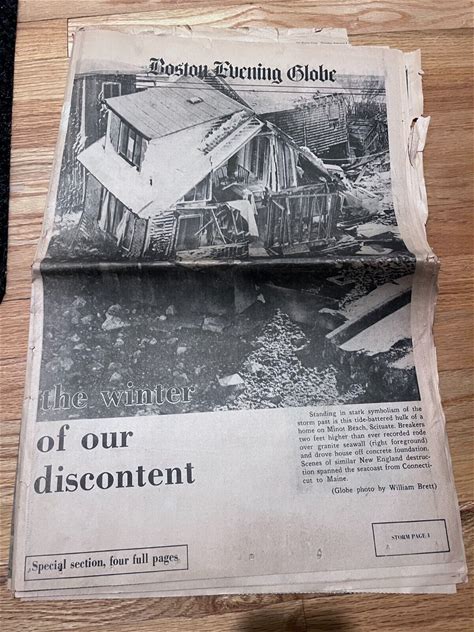 Boston Evening Globe
the winter
of our
discontent
Standing in stark symbolism of the
storm past is this tide-battered hulk of a
home on Minot Beach, Scituate. Breakers
two feet higher than ever recorded rode
over granite seawall (right foreground)
and drove house off concrete foundation.
Scenes of similar New England destruc-
tion spanned the seacoast from Connecti-
cut to Maine.
(Globe photo by William Brett)
STORM PAGE 1
Special section, four full pages